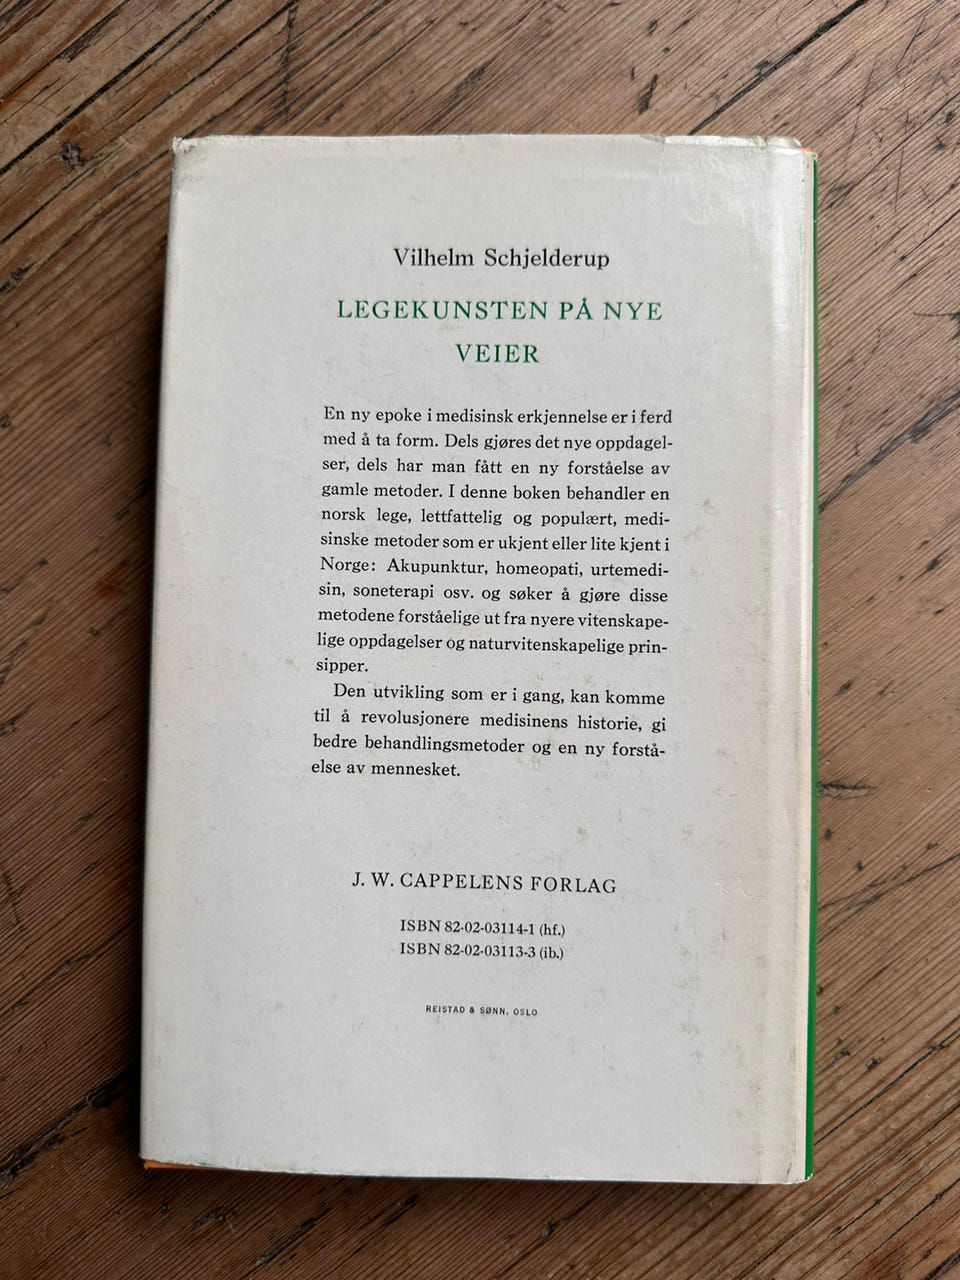 Vilhelm Schjelderup
LEGEKUNSTEN PÅ NYE
VEIER
En ny epoke i medisinsk erkjennelse er i ferd
med å ta form. Dels gjøres det nye oppdagel-
ser, dels har man fått en ny forståelse av
gamle metoder. I denne boken behandler en
norsk lege, lettfattelig og populært, medi-
sinske metoder som er ukjent eller lite kjent i
Norge: Akupunktur, homeopati, urtemedi-
sin, soneterapi osv. og søker å gjøre disse
metodene forståelige ut fra nyere vitenskape-
lige oppdagelser og naturvitenskapelige prin-
sipper.
Den utvikling som er i gang, kan komme
til å revolusjonere medisinens historie, gi
bedre behandlingsmetoder og en ny forstå-
else av mennesket.
J. W. CAPPELENS FORLAG
ISBN 82-02-03114-1 (hf.)
ISBN 82-02-03113-3 (ib.)
REISTAD & SØNN, OSLO